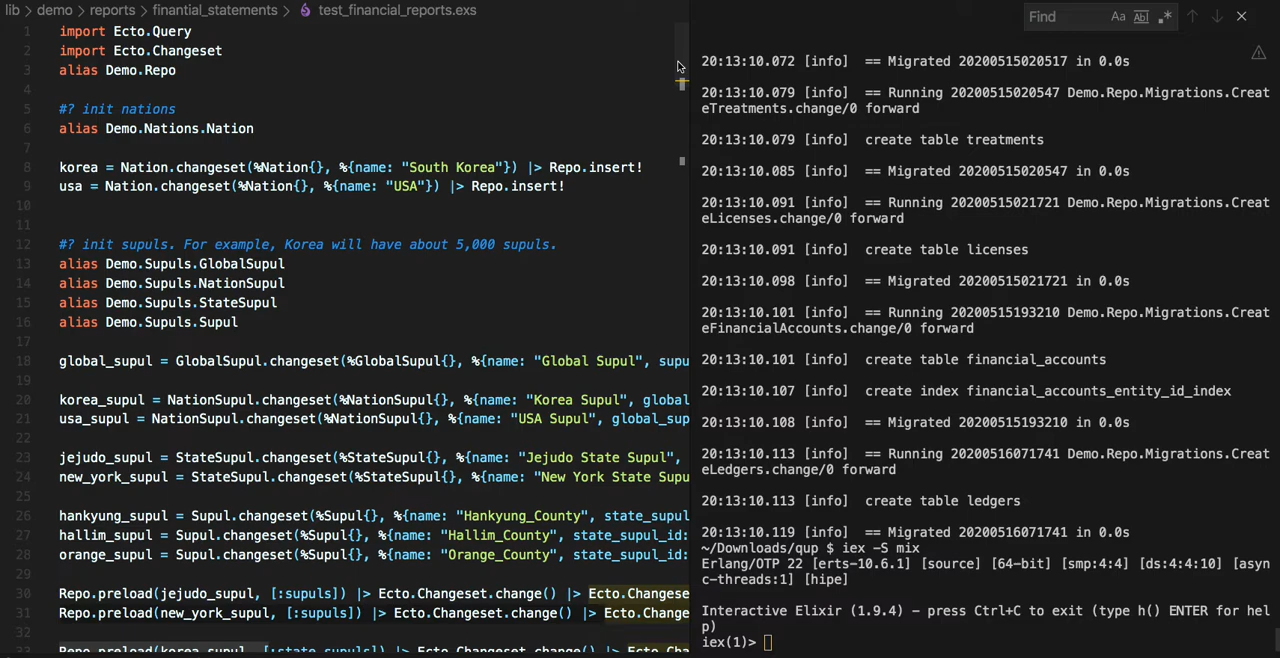 lib > demo > reports > finantial_statements > test_financial_reports.exs
1 import Ecto.Query
2 import Ecto.Changeset
3 alias Demo.Repo
4
5 #? init nations
6 alias Demo.Nations.Nation
7
8 korea = Nation.changeset(%Nation{}, %{name: "South Korea"}) |> Repo.insert!
9 usa = Nation.changeset(%Nation{}, %{name: "USA"}) |> Repo.insert!
10
11
12 #? init supuls. For example, Korea will have about 5,000 supuls.
13 alias Demo.Supuls.GlobalSupul
14 alias Demo.Supuls.NationSupul
15 alias Demo.Supuls.StateSupul
16 alias Demo.Supuls.Supul
17
18 global_supul = GlobalSupul.changeset(%GlobalSupul{}, %{name: "Global Supul", supu
19
20 korea_supul = NationSupul.changeset(%NationSupul{}, %{name: "Korea Supul", global
21 usa_supul = NationSupul.changeset(%NationSupul{}, %{name: "USA Supul", global_sup
22
23 jejudo_supul = StateSupul.changeset(%StateSupul{}, %{name: "Jejudo State Supul",
24 new_york_supul = StateSupul.changeset(%StateSupul{}, %{name: "New York State Supu
25
26 hankyung_supul = Supul.changeset(%Supul{}, %{name: "Hankyung_County", state_supul
27 hallim_supul = Supul.changeset(%Supul{}, %{name: "Hallim_County", state_supul_id:
28 orange_supul = Supul.changeset(%Supul{}, %{name: "Orange_County", state_supul_id:
29
30 Repo.preload(jejudo_supul, [:supuls]) |> Ecto.Changeset.change() |> Ecto.Changese
31 Repo.preload(new_york_supul, [:supuls]) |> Ecto.Changeset.change() |> Ecto.Change
32
33 Repo.preload(korea_supul, [:state_supuls]) |> Ecto.Changeset.change() |> Ecto.Cha
Find Aa Ab| .*
20:13:10.072 [info] == Migrated 20200515020517 in 0.0s
20:13:10.079 [info] == Running 20200515020547 Demo.Repo.Migrations.Creat
eTreatments.change/0 forward
20:13:10.079 [info] create table treatments
20:13:10.085 [info] == Migrated 20200515020547 in 0.0s
20:13:10.091 [info] == Running 20200515021721 Demo.Repo.Migrations.Creat
eLicenses.change/0 forward
20:13:10.091 [info] create table licenses
20:13:10.098 [info] == Migrated 20200515021721 in 0.0s
20:13:10.101 [info] == Running 20200515193210 Demo.Repo.Migrations.Creat
eFinancialAccounts.change/0 forward
20:13:10.101 [info] create table financial_accounts
20:13:10.107 [info] create index financial_accounts_entity_id_index
20:13:10.108 [info] == Migrated 20200515193210 in 0.0s
20:13:10.113 [info] == Running 20200516071741 Demo.Repo.Migrations.Creat
eLedgers.change/0 forward
20:13:10.113 [info] create table ledgers
20:13:10.119 [info] == Migrated 20200516071741 in 0.0s
~/Downloads/qup $ iex -S mix
Erlang/OTP 22 [erts-10.6.1] [source] [64-bit] [smp:4:4] [ds:4:4:10] [asyn
c-threads:1] [hipe]
Interactive Elixir (1.9.4) - press Ctrl+C to exit (type h() ENTER for hel
p)
iex(1)>